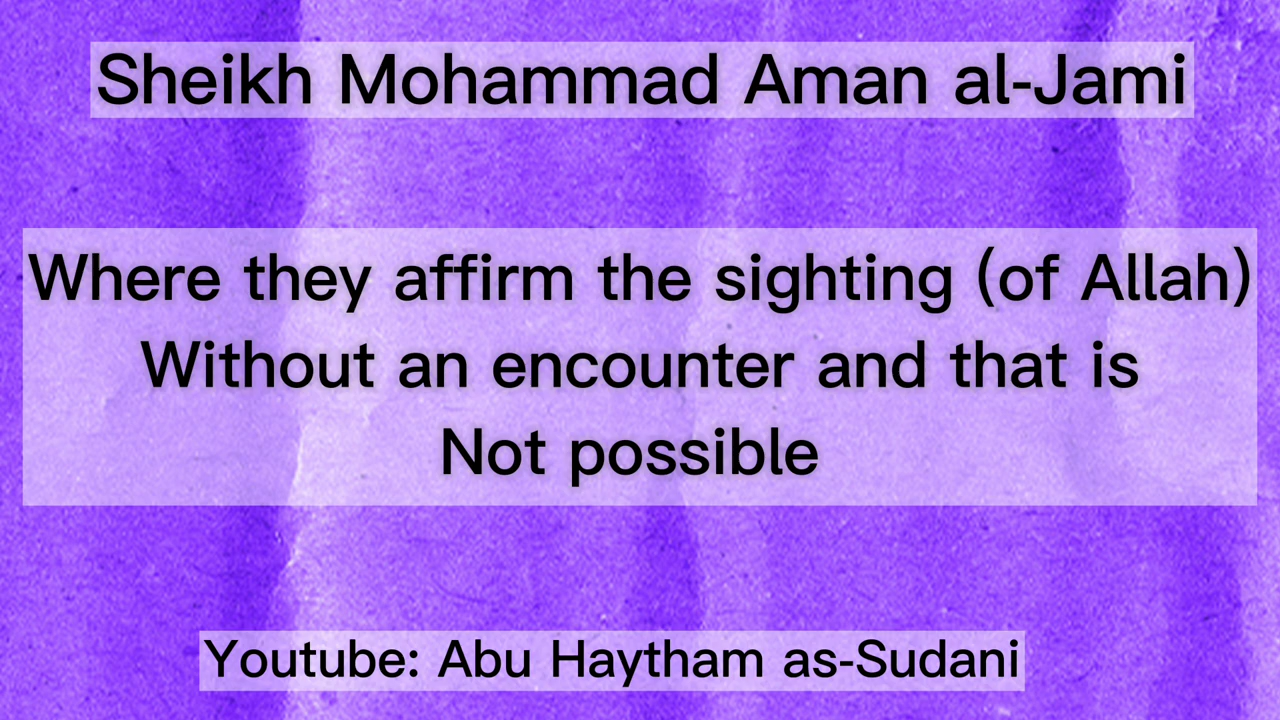 Sheikh Mohammad Aman al-Jami
Where they affirm the sighting (of Allah)
Without an encounter and that is
Not possible
Youtube: Abu Haytham as-Sudani